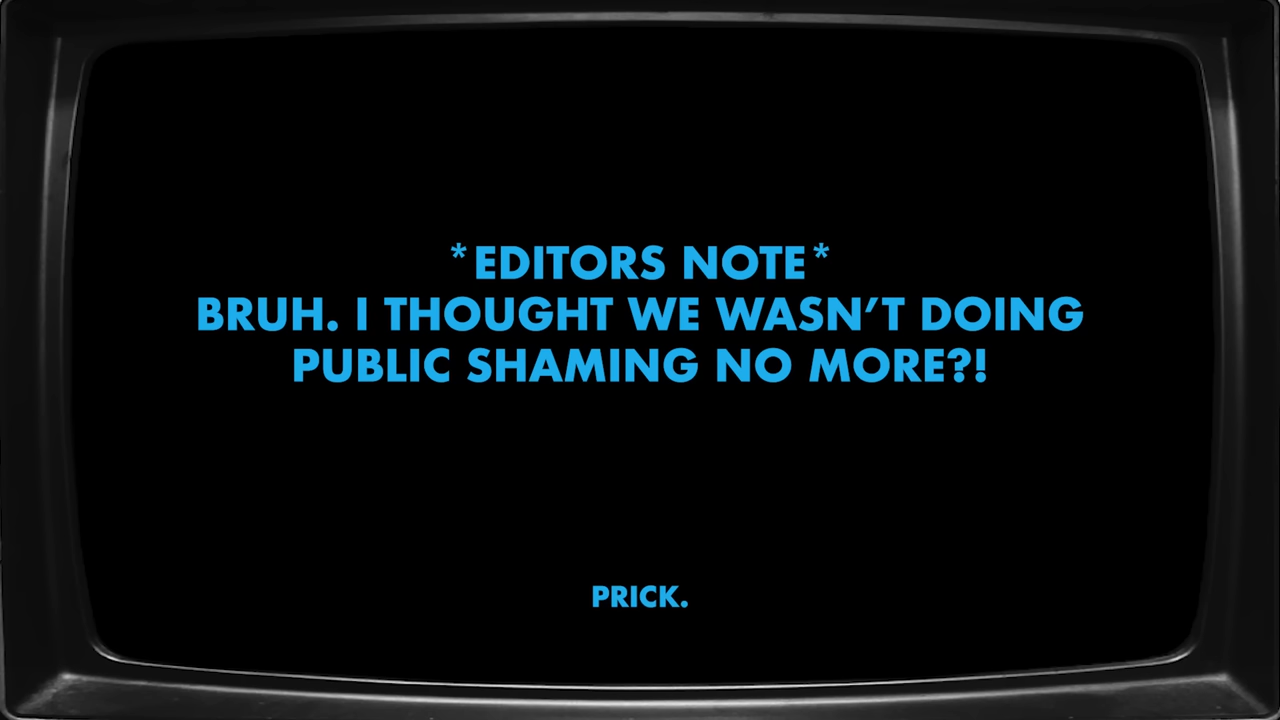 *EDITORS NOTE*
BRUH. I THOUGHT WE WASN’T DOING
PUBLIC SHAMING NO MORE?!
PRICK.